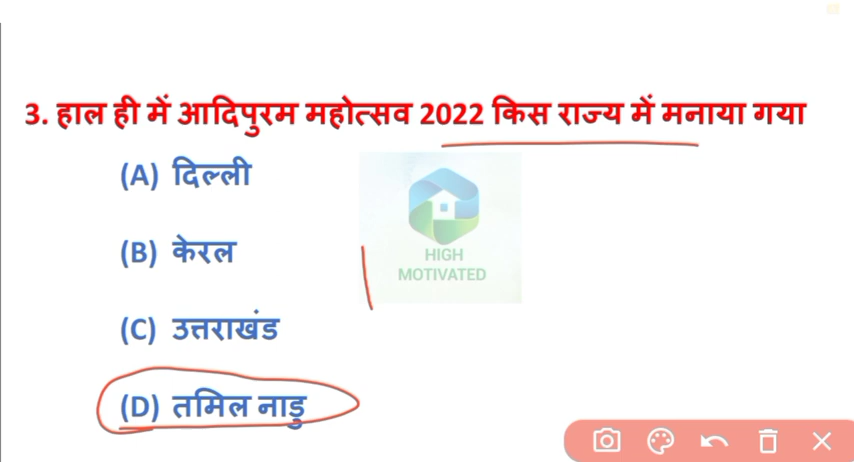 3. हाल ही में आदिपुरम महोत्सव 2022 किस राज्य में मनाया गया
(A) दिल्ली
(B) केरल
HIGH
MOTIVATED
(C) उत्तराखंड
(D) तमिल नाडु